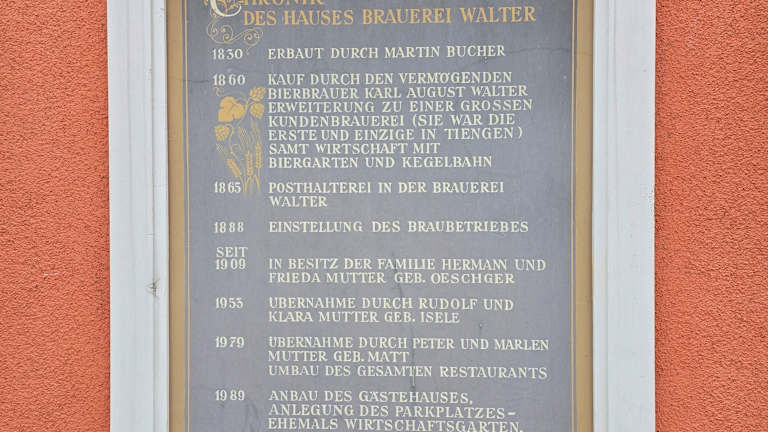 CHRONIK
DES HAUSES BRAUEREI WALTER
1830 ERBAUT DURCH MARTIN BUCHER
1860 KAUF DURCH DEN VERMÖGENDEN
BIERBRAUER KARL AUGUST WALTER
ERWEITERUNG ZU EINER GROSSEN
KUNDENBRAUEREI (SIE WAR DIE
ERSTE UND EINZIGE IN TIENGEN)
SAMT WIRTSCHAFT MIT
BIERGARTEN UND KEGELBAHN
1865 POSTHALTEREI IN DER BRAUEREI
WALTER
1888 EINSTELLUNG DES BRAUBETRIEBES
SEIT
1909 IN BESITZ DER FAMILIE HERMANN UND
FRIEDA MUTTER GEB. OESCHGER
1953 ÜBERNAHME DURCH RUDOLF UND
KLARA MUTTER GEB. ISELE
1979 ÜBERNAHME DURCH PETER UND MARLEN
MUTTER GEB. MATT
UMBAU DES GESAMTEN RESTAURANTS
1989 ANBAU DES GÄSTEHAUSES,
ANLEGUNG DES PARKPLATZES-
EHEMALS WIRTSCHAFTSGARTEN.